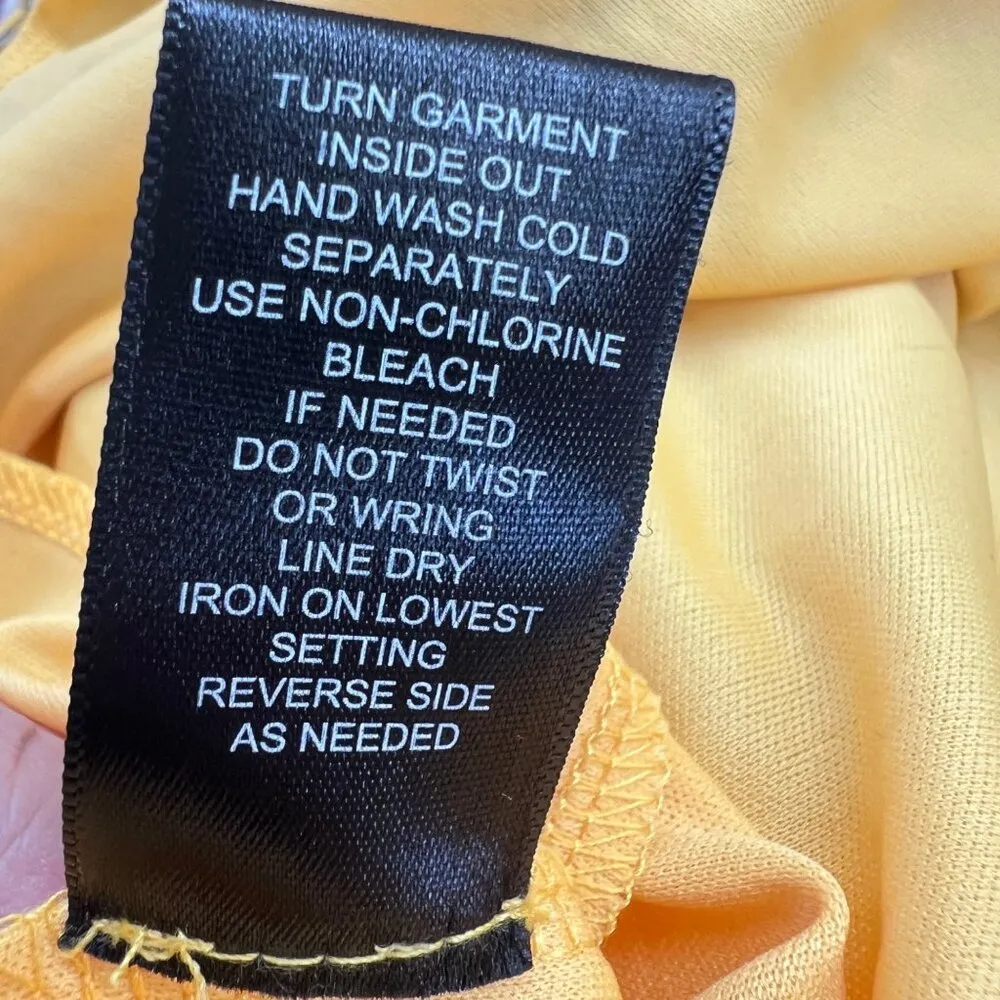 TURN GARMENT
INSIDE OUT
HAND WASH COLD
SEPARATELY
USE NON-CHLORINE
BLEACH
IF NEEDED
DO NOT TWIST
OR WRING
LINE DRY
IRON ON LOWEST
SETTING
REVERSE SIDE
AS NEEDED